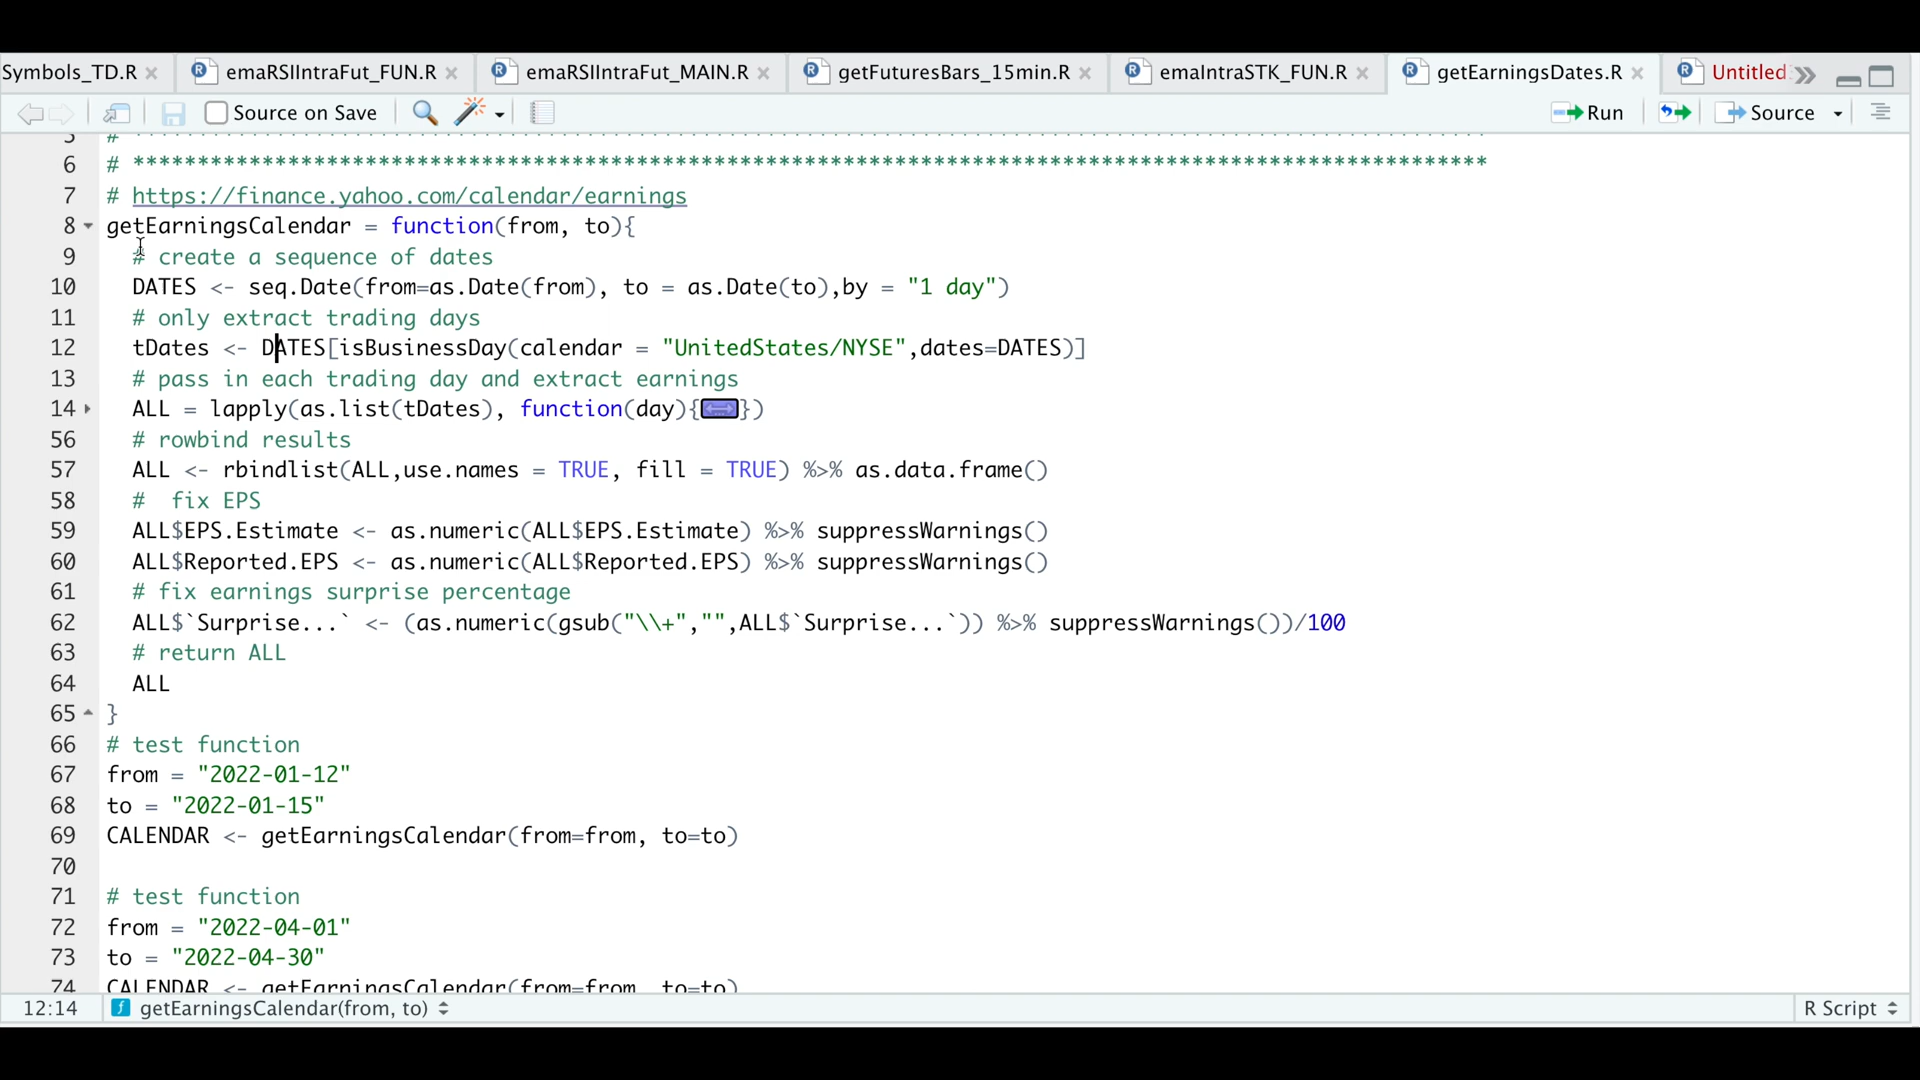 Symbols_TD.R emaRSIIntraFut_FUN.R emaRSIIntraFut_MAIN.R getFuturesBars_15min.R emaIntraSTK_FUN.R getEarningsDates.R Untitled
Source on Save Run Source
5 #
6 # *********************************************************************************************************
7 # https://finance.yahoo.com/calendar/earnings
8 getEarningsCalendar = function(from, to){
9 # create a sequence of dates
10 DATES <- seq.Date(from=as.Date(from), to = as.Date(to),by = "1 day")
11 # only extract trading days
12 tDates <- DATES[isBusinessDay(calendar = "UnitedStates/NYSE",dates=DATES)]
13 # pass in each trading day and extract earnings
14 ALL = lapply(as.list(tDates), function(day){})
56 # rowbind results
57 ALL <- rbindlist(ALL,use.names = TRUE, fill = TRUE) %>% as.data.frame()
58 #  fix EPS
59 ALL$EPS.Estimate <- as.numeric(ALL$EPS.Estimate) %>% suppressWarnings()
60 ALL$Reported.EPS <- as.numeric(ALL$Reported.EPS) %>% suppressWarnings()
61 # fix earnings surprise percentage
62 ALL$`Surprise...` <- (as.numeric(gsub("\\+","",ALL$`Surprise...`)) %>% suppressWarnings())/100
63 # return ALL
64 ALL
65 }
66 # test function
67 from = "2022-01-12"
68 to = "2022-01-15"
69 CALENDAR <- getEarningsCalendar(from=from, to=to)
70
71 # test function
72 from = "2022-04-01"
73 to = "2022-04-30"
74 CALENDAR <- getEarningsCalendar(from=from, to=to)
12:14 getEarningsCalendar(from, to) R Script